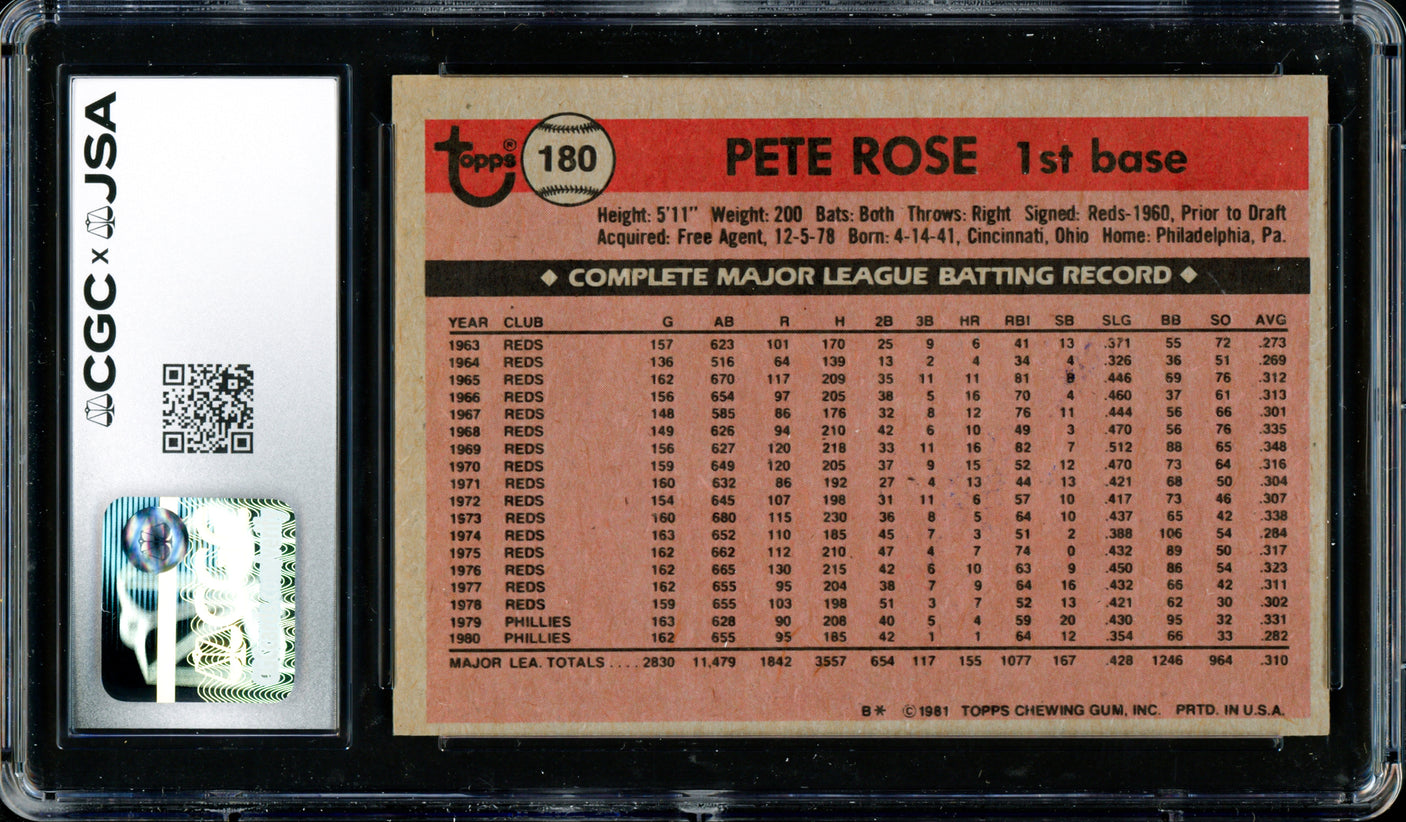 CGC x JSA
topps® 180 PETE ROSE 1st base
Height: 5'11" Weight: 200 Bats: Both Throws: Right Signed: Reds-1960, Prior to Draft
Acquired: Free Agent, 12-5-78 Born: 4-14-41, Cincinnati, Ohio Home: Philadelphia, Pa.
◆ COMPLETE MAJOR LEAGUE BATTING RECORD ◆
YEAR CLUB G AB R H 2B 3B HR RBI SB SLG BB SO AVG
1963 REDS 157 623 101 170 25 9 6 41 13 .371 55 72 .273
1964 REDS 136 516 64 139 13 2 4 34 4 .326 36 51 .269
1965 REDS 162 670 117 209 35 11 11 81 8 .446 69 76 .312
1966 REDS 156 654 97 205 38 5 16 70 4 .460 37 61 .313
1967 REDS 148 585 86 176 32 8 12 76 11 .444 56 66 .301
1968 REDS 149 626 94 210 42 6 10 49 3 .470 56 76 .335
1969 REDS 156 627 120 218 33 11 16 82 7 .512 88 65 .348
1970 REDS 159 649 120 205 37 9 15 52 12 .470 73 64 .316
1971 REDS 160 632 86 192 27 4 13 44 13 .421 68 50 .304
1972 REDS 154 645 107 198 31 11 6 57 10 .417 73 46 .307
1973 REDS 160 680 115 230 36 8 5 64 10 .437 65 42 .338
1974 REDS 163 652 110 185 45 7 3 51 2 .388 106 54 .284
1975 REDS 162 662 112 210 47 4 7 74 0 .432 89 50 .317
1976 REDS 162 665 130 215 42 6 10 63 9 .450 86 54 .323
1977 REDS 162 655 95 204 38 7 9 64 16 .432 66 42 .311
1978 REDS 159 655 103 198 51 3 7 52 13 .421 62 30 .302
1979 PHILLIES 163 628 90 208 40 5 4 59 20 .430 95 32 .331
1980 PHILLIES 162 655 95 185 42 1 1 64 12 .354 66 33 .282
MAJOR LEA. TOTALS .... 2830 11,479 1842 3557 654 117 155 1077 167 .428 1246 964 .310
B* ©1981 TOPPS CHEWING GUM, INC. PRTD. IN U.S.A.